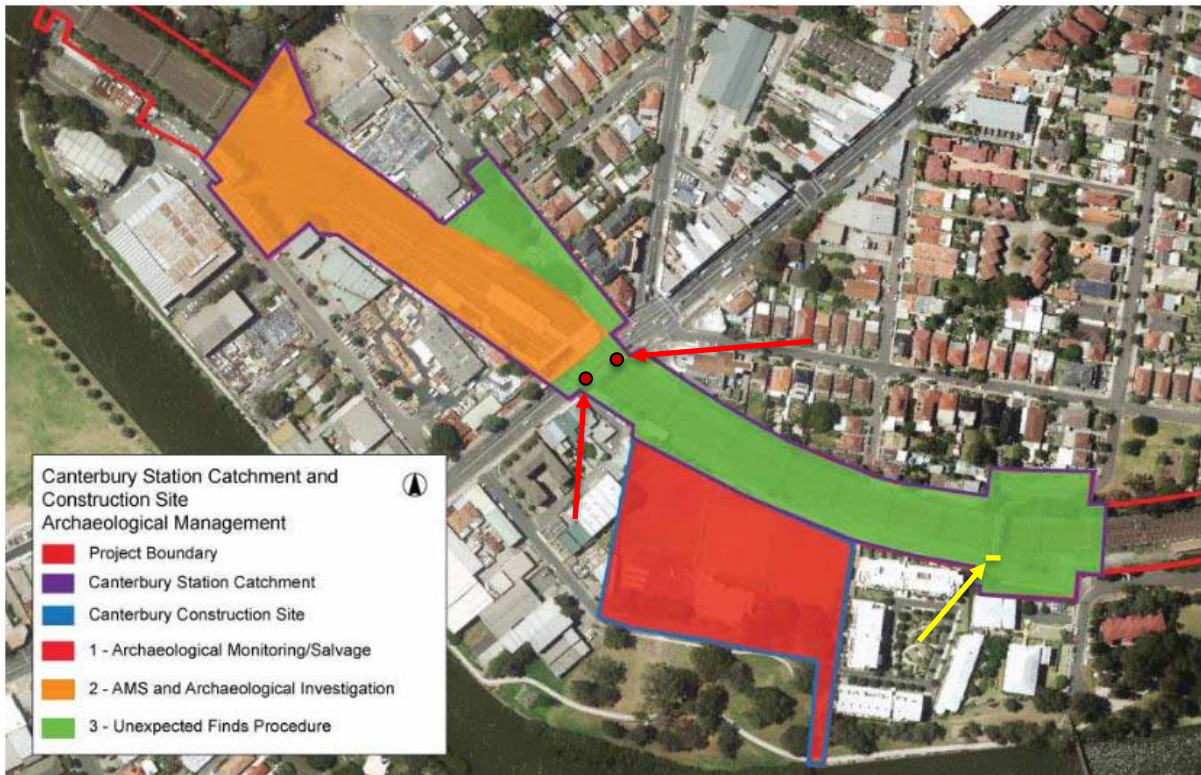 Canterbury Station Catchment and
Construction Site
Archaeological Management
Project Boundary
Canterbury Station Catchment
Canterbury Construction Site
1 - Archaeological Monitoring/Salvage
2 - AMS and Archaeological Investigation
3 - Unexpected Finds Procedure